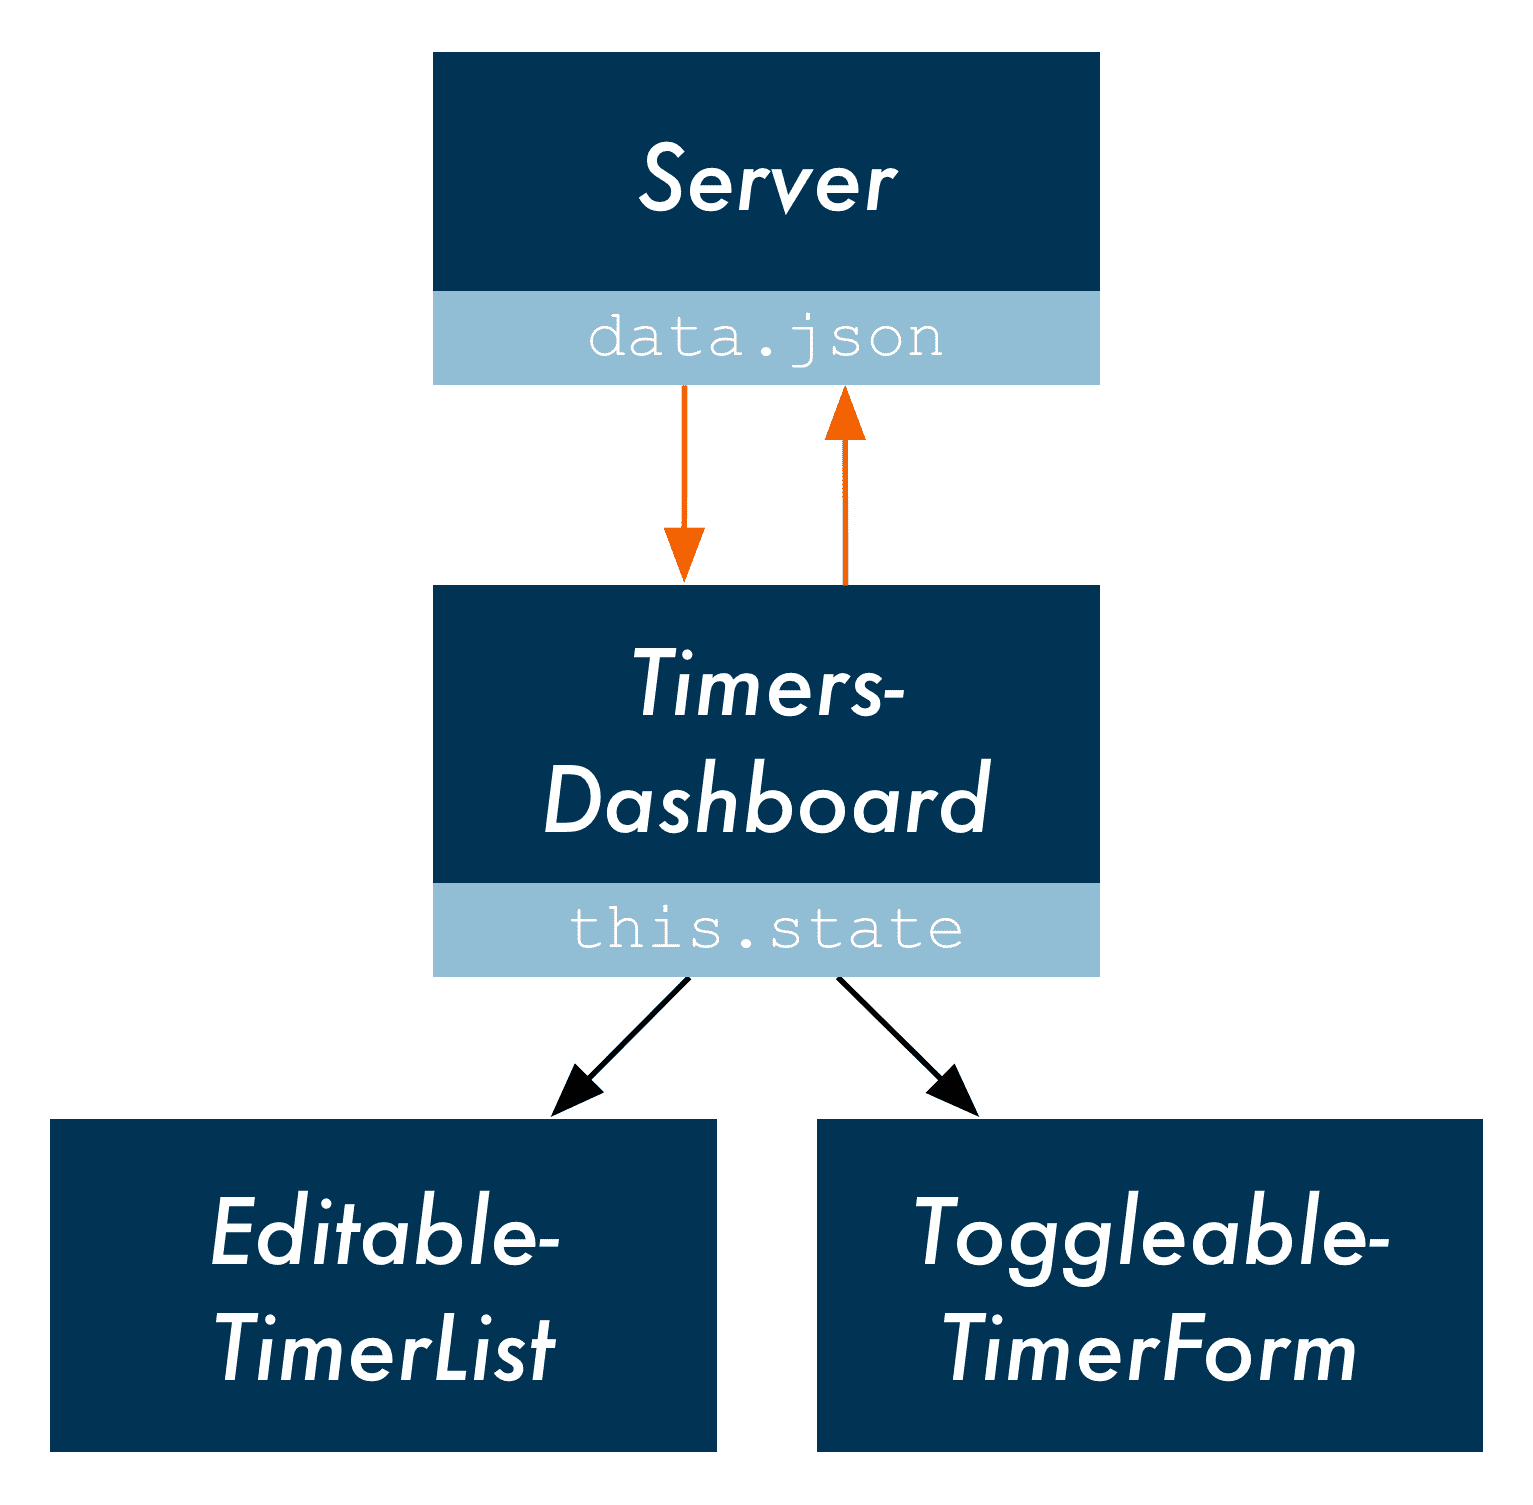 Server
data.json
Timers-
Dashboard
this.state
Editable-
TimerList
Toggleable-
TimerForm